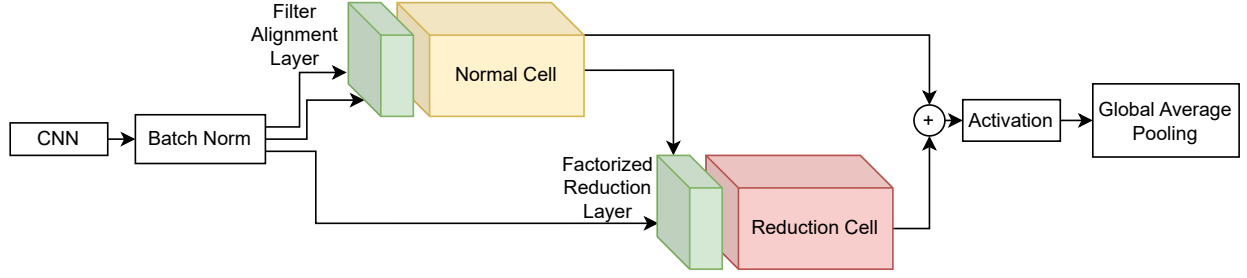 Filter
Alignment
Layer
Normal Cell
CNN
Batch Norm
+
Activation
Global Average
Pooling
Factorized
Reduction
Layer
Reduction Cell